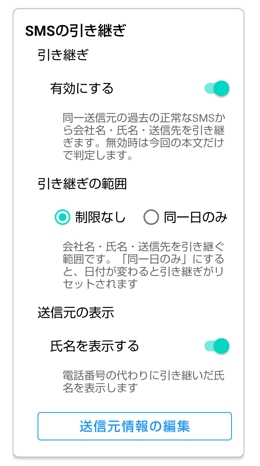 SMSの引き継ぎ
引き継ぎ
有効にする
同一送信元の過去の正常なSMSか
ら会社名・氏名・送信先を引き継
ぎます。無効時は今回の本文だけ
で判定します。
引き継ぎの範囲
制限なし 同一日のみ
会社名・氏名・送信先を引き継ぐ
範囲です。「同一日のみ」にする
と、日付が変わると引き継ぎがリ
セットされます
送信元の表示
氏名を表示する
電話番号の代わりに引き継いだ氏
名を表示します
送信元情報の編集